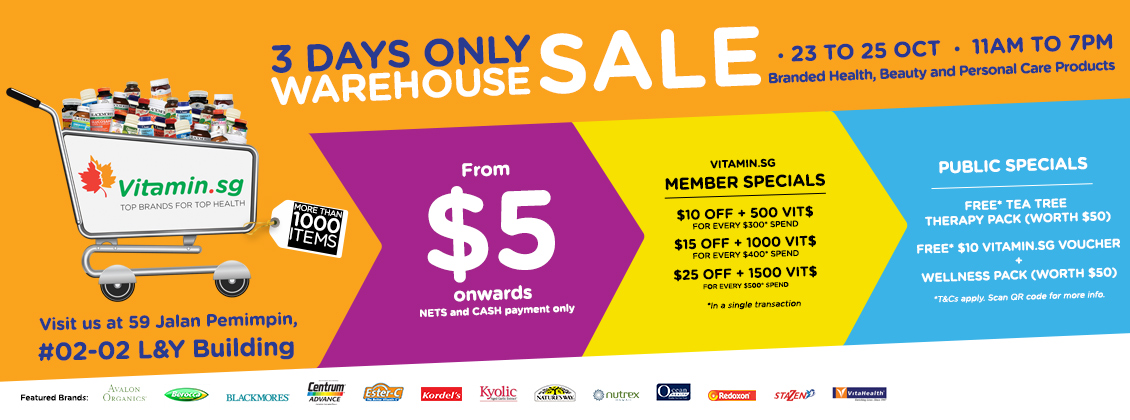 3 DAYS ONLY
WAREHOUSE
SALE
· 23 TO 25 OCT · 11AM TO 7PM
Branded Health, Beauty and Personal Care Products
Vitamin.sg
TOP BRANDS FOR TOP HEALTH
MORE THAN
1000
ITEMS
Visit us at 59 Jalan Pemimpin,
#02-02 L&Y Building
From
$5
onwards
NETS and CASH payment only
VITAMIN.SG
MEMBER SPECIALS
$10 OFF + 500 VIT$
FOR EVERY $300* SPEND
$15 OFF + 1000 VIT$
FOR EVERY $400* SPEND
$25 OFF + 1500 VIT$
FOR EVERY $500* SPEND
*In a single transaction
PUBLIC SPECIALS
FREE* TEA TREE
THERAPY PACK (WORTH $50)
FREE* $10 VITAMIN.SG VOUCHER
+
WELLNESS PACK (WORTH $50)
*T&Cs apply. Scan QR code for more info.
Featured Brands:
AVALON
ORGANICS
Berocca
BLACKMORES
Centrum
ADVANCE
Ester-C
Kordel's
Kyolic
NATURE'S WAY
nutrex
Ocean
Redoxon
STAZEN
VitaHealth